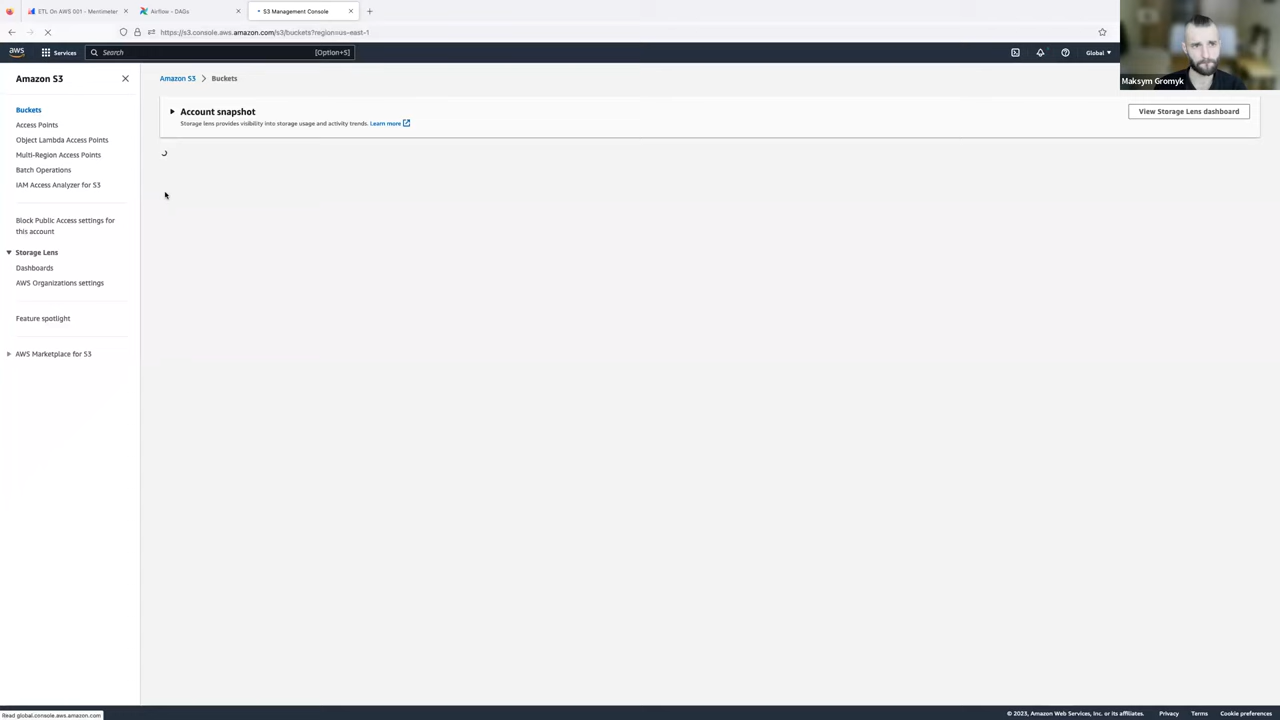 ETL On AWS 001 - Mentimeter
Airflow - DAGs
S3 Management Console
https://s3.console.aws.amazon.com/s3/buckets?region=us-east-1
aws
Services
Search
[Option+S]
Global
Maksym Gromyk
Amazon S3
Buckets
Access Points
Object Lambda Access Points
Multi-Region Access Points
Batch Operations
IAM Access Analyzer for S3
Block Public Access settings for
this account
Storage Lens
Dashboards
AWS Organizations settings
Feature spotlight
AWS Marketplace for S3
Amazon S3
Buckets
Account snapshot
Storage lens provides visibility into storage usage and activity trends. Learn more
View Storage Lens dashboard
Read global.console.aws.amazon.com
© 2023, Amazon Web Services, Inc. or its affiliates.
Privacy
Terms
Cookie preferences